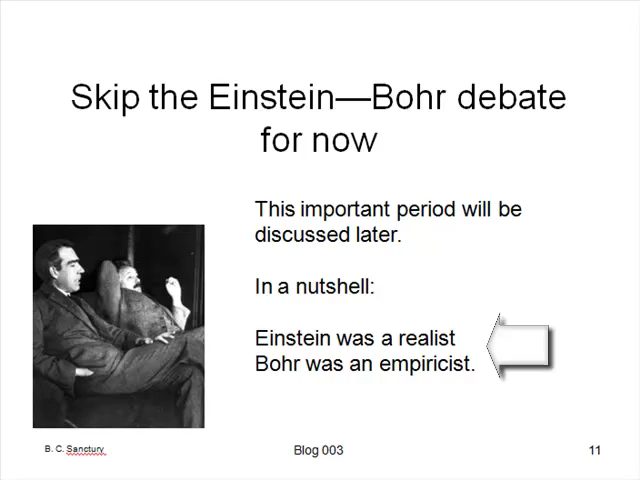 Skip the Einstein—Bohr debate
for now
This important period will be
discussed later.
In a nutshell:
Einstein was a realist
Bohr was an empiricist.
B. C. Sanctury
Blog 003
11